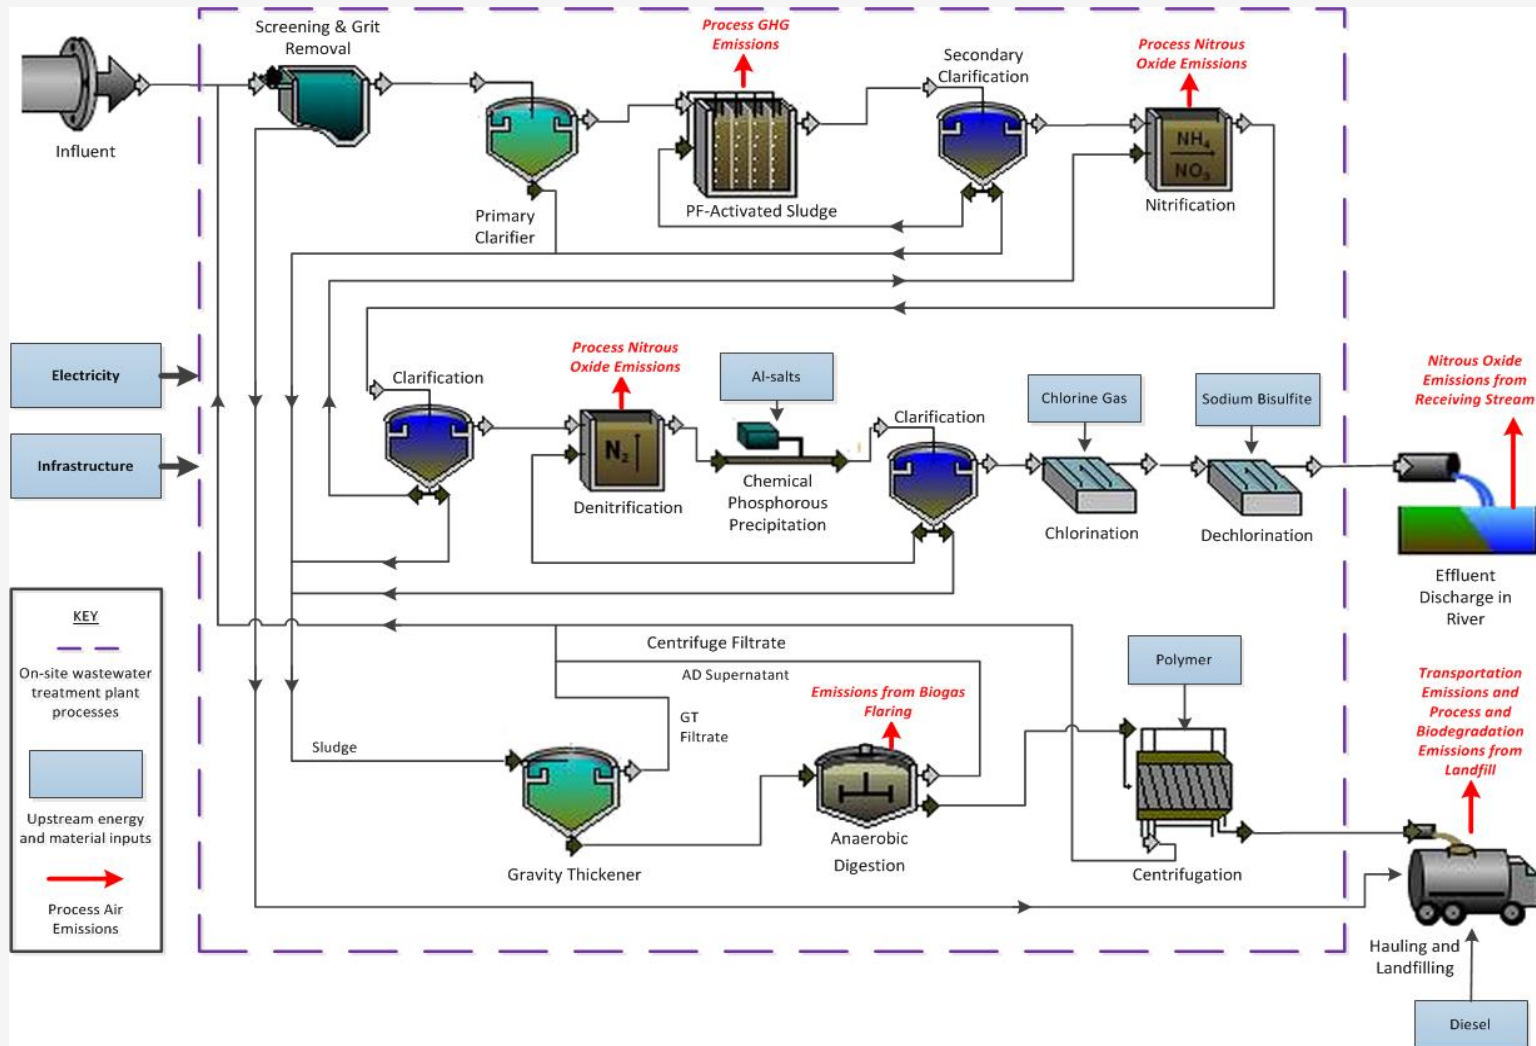 Screening & Grit
Removal
Process GHG
Emissions
Secondary
Clarification
Process Nitrous
Oxide Emissions
Influent
NH₄
NO₃
Primary
Clarifier
PF-Activated Sludge
Nitrification
Electricity
Infrastructure
Clarification
Process Nitrous
Oxide Emissions
Al-salts
Clarification
Chlorine Gas
Sodium Bisulfite
Nitrous Oxide
Emissions from
Receiving Stream
N₂
Denitrification
Chemical
Phosphorous
Precipitation
Chlorination
Dechlorination
Effluent
Discharge in
River
KEY
On-site wastewater
treatment plant
processes
Upstream energy
and material inputs
Process Air
Emissions
Centrifuge Filtrate
AD Supernatant
GT
Filtrate
Sludge
Emissions from Biogas
Flaring
Polymer
Transportation
Emissions and
Process and
Biodegradation
Emissions from
Landfill
Gravity Thickener
Anaerobic
Digestion
Centrifugation
Hauling and
Landfilling
Diesel